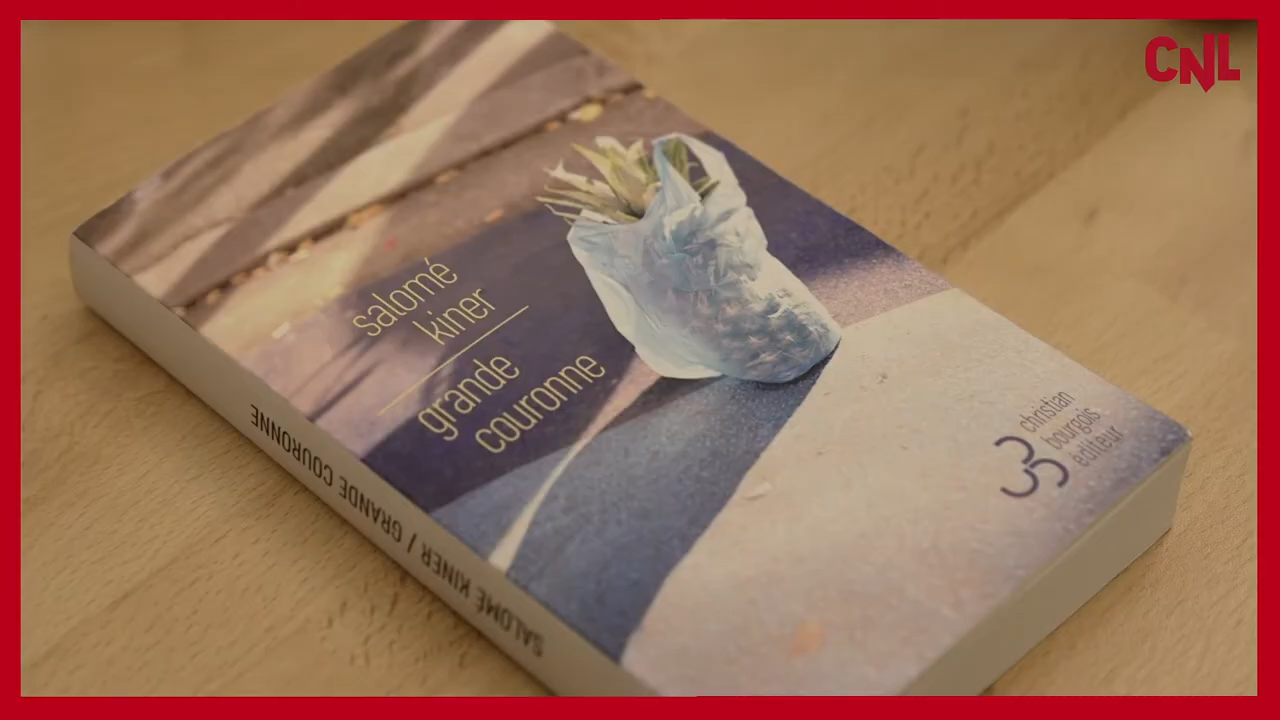 CNL
salomé
kiner
grande
couronne
christian
bourgois
éditeur
SALOMÉ KINER / GRANDE COURONNE